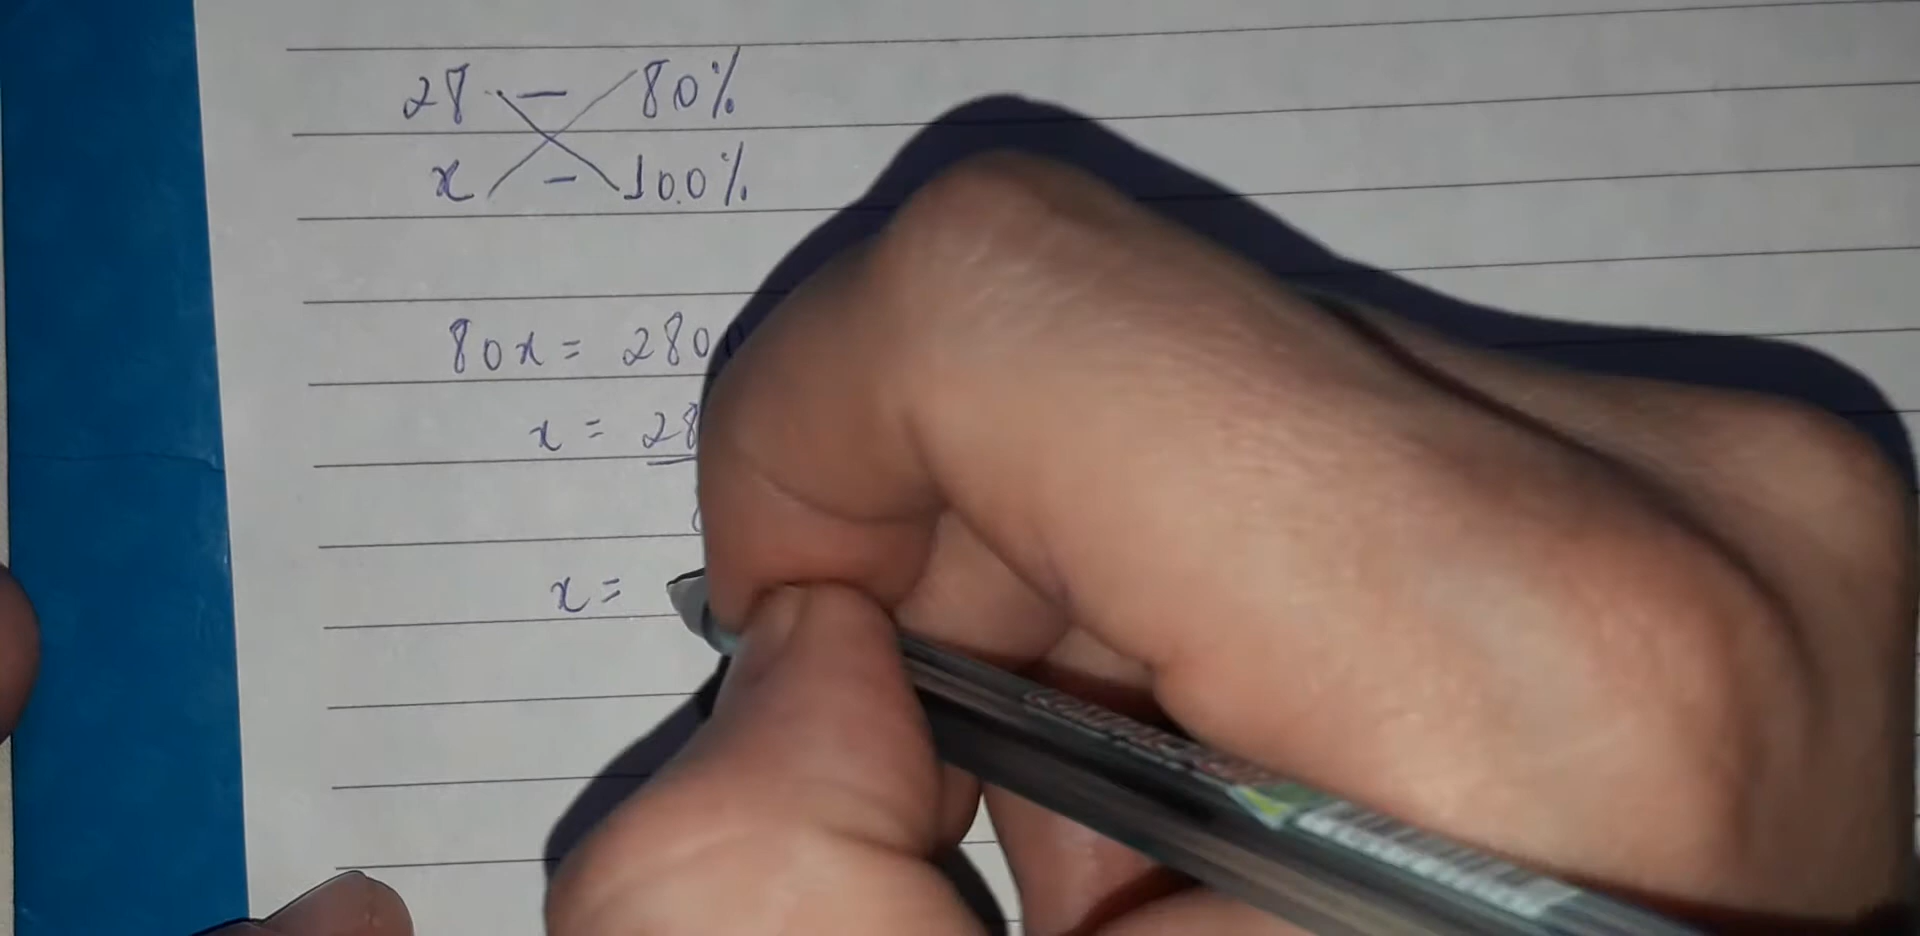 28 - 80%
x - 100%
80x = 280
x = 28
x =